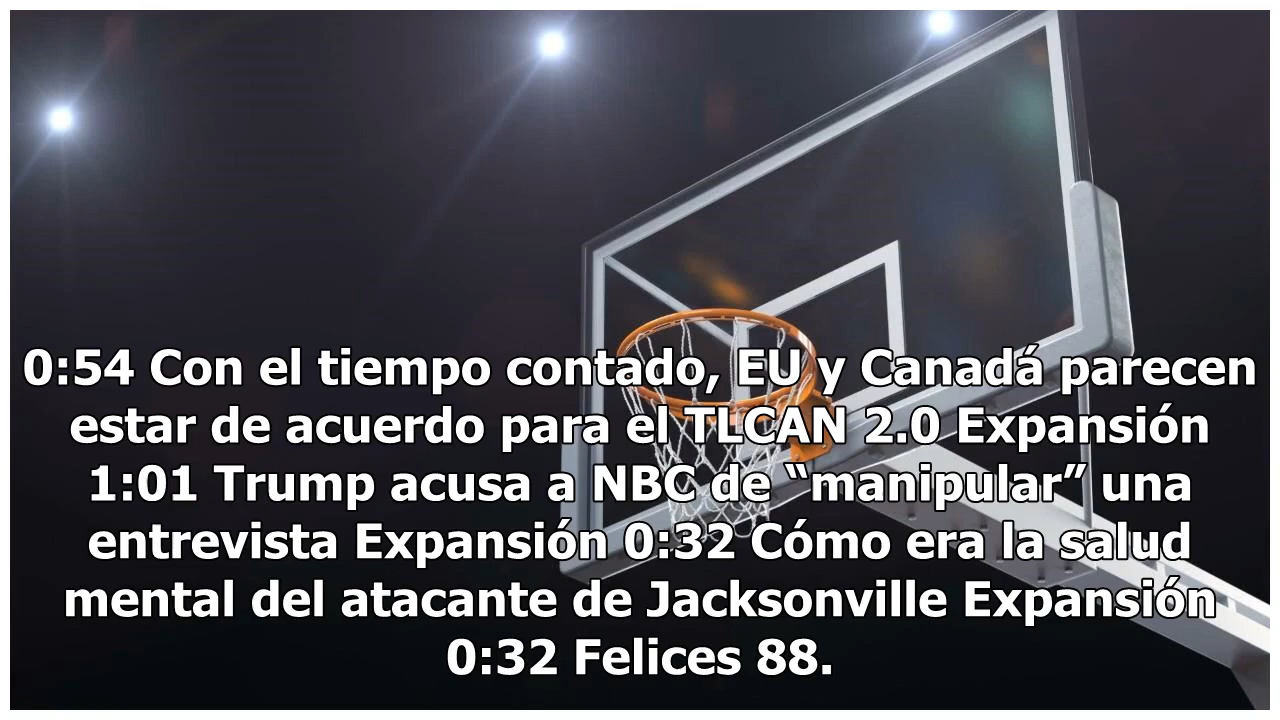 0:54 Con el tiempo contado, EU y Canadá parecen
estar de acuerdo para el TLCAN 2.0 Expansión
1:01 Trump acusa a NBC de “manipular” una
entrevista Expansión 0:32 Cómo era la salud
mental del atacante de Jacksonville Expansión
0:32 Felices 88.